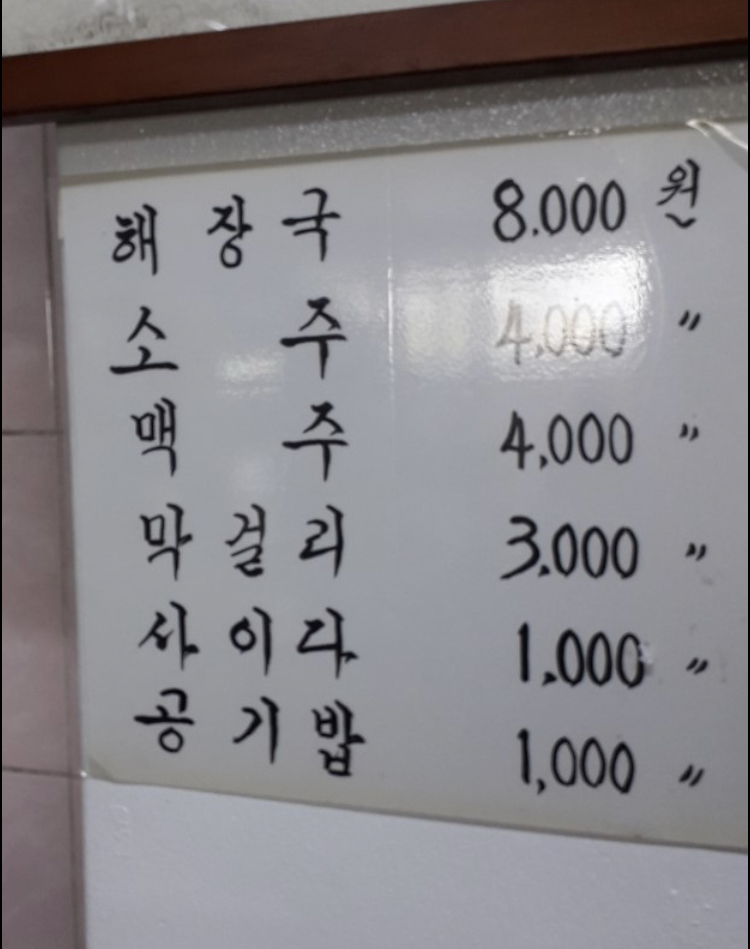 해장국 8.000 원
소주 4,000 〃
맥주 4,000 〃
막걸리 3.000 〃
사이다 1.000 〃
공기밥 1,000 〃